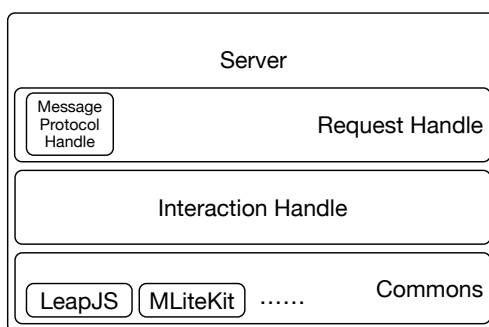 Server
Message
Protocol
Handle
Request Handle
Interaction Handle
LeapJS MLiteKit ...... Commons